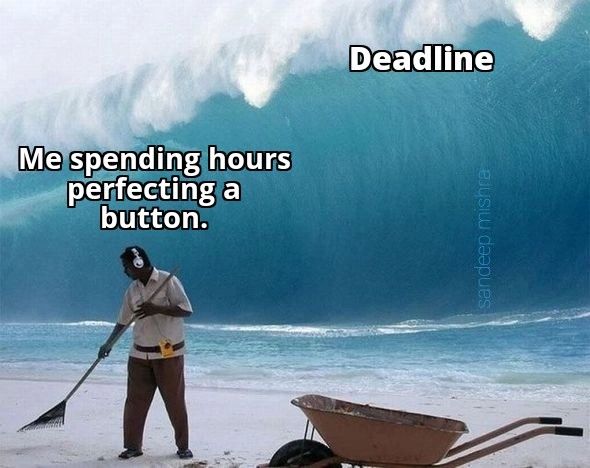 Deadline
Me spending hours
perfecting a
button.
sandeep mishra